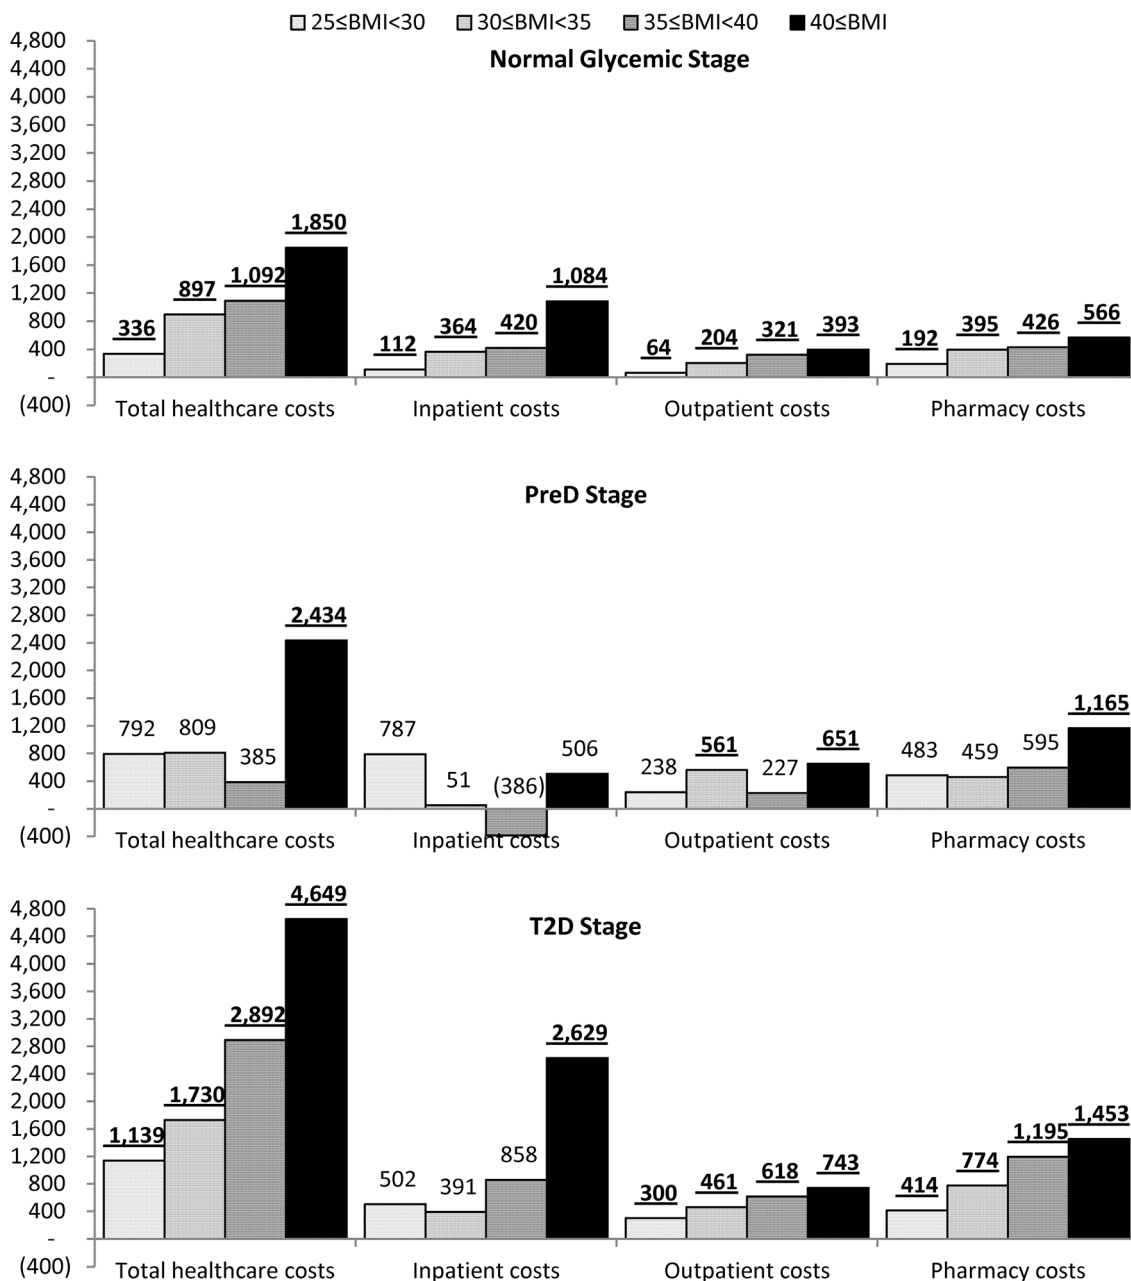 25≤BMI<30 30≤BMI<35 35≤BMI<40 40≤BMI
Normal Glycemic Stage
4,800
4,400
4,000
3,600
3,200
2,800
2,400
2,000
1,600
1,200
800
400
-
(400)
336 897 1,092 1,850
112 364 420 1,084
64 204 321 393
192 395 426 566
Total healthcare costs Inpatient costs Outpatient costs Pharmacy costs
PreD Stage
4,800
4,400
4,000
3,600
3,200
2,800
2,400
2,000
1,600
1,200
800
400
-
(400)
792 809 385 2,434
787 51 (386) 506
238 561 227 651
483 459 595 1,165
Total healthcare costs Inpatient costs Outpatient costs Pharmacy costs
T2D Stage
4,800
4,400
4,000
3,600
3,200
2,800
2,400
2,000
1,600
1,200
800
400
-
(400)
1,139 1,730 2,892 4,649
502 391 858 2,629
300 461 618 743
414 774 1,195 1,453
Total healthcare costs Inpatient costs Outpatient costs Pharmacy costs